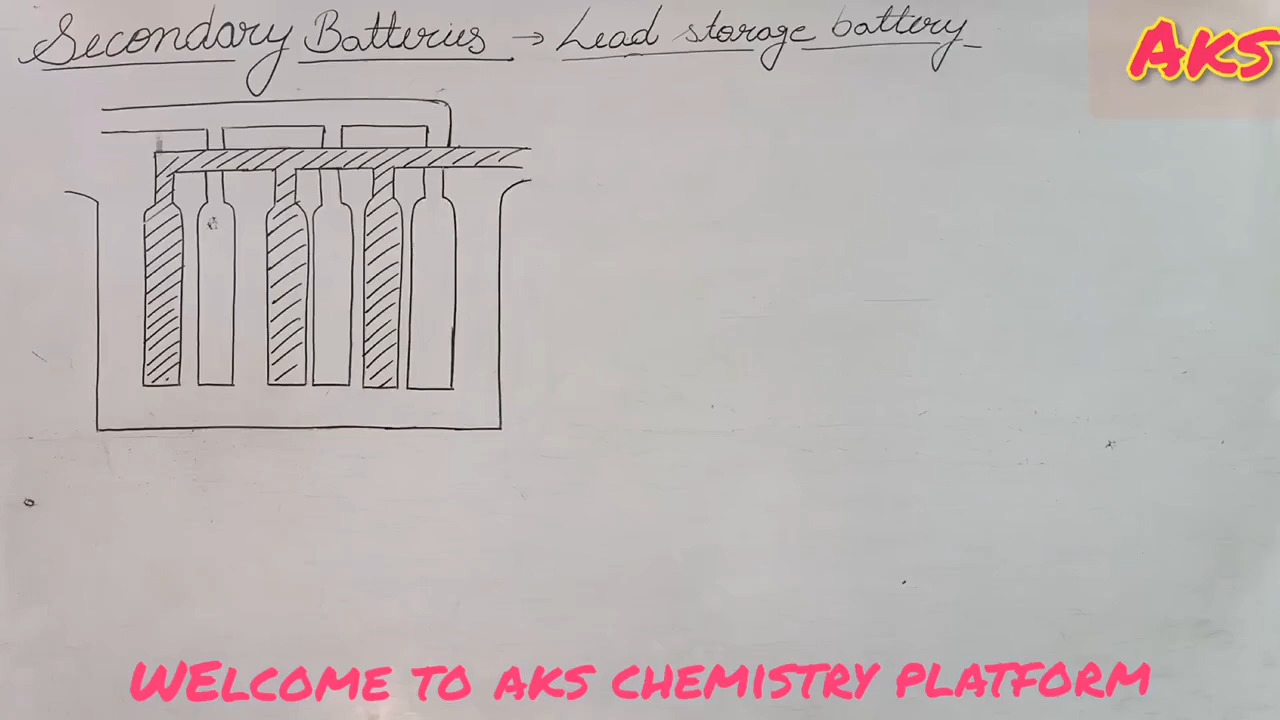 Secondary Batteries → Lead storage battery
AKS
WELCOME TO AKS CHEMISTRY PLATFORM